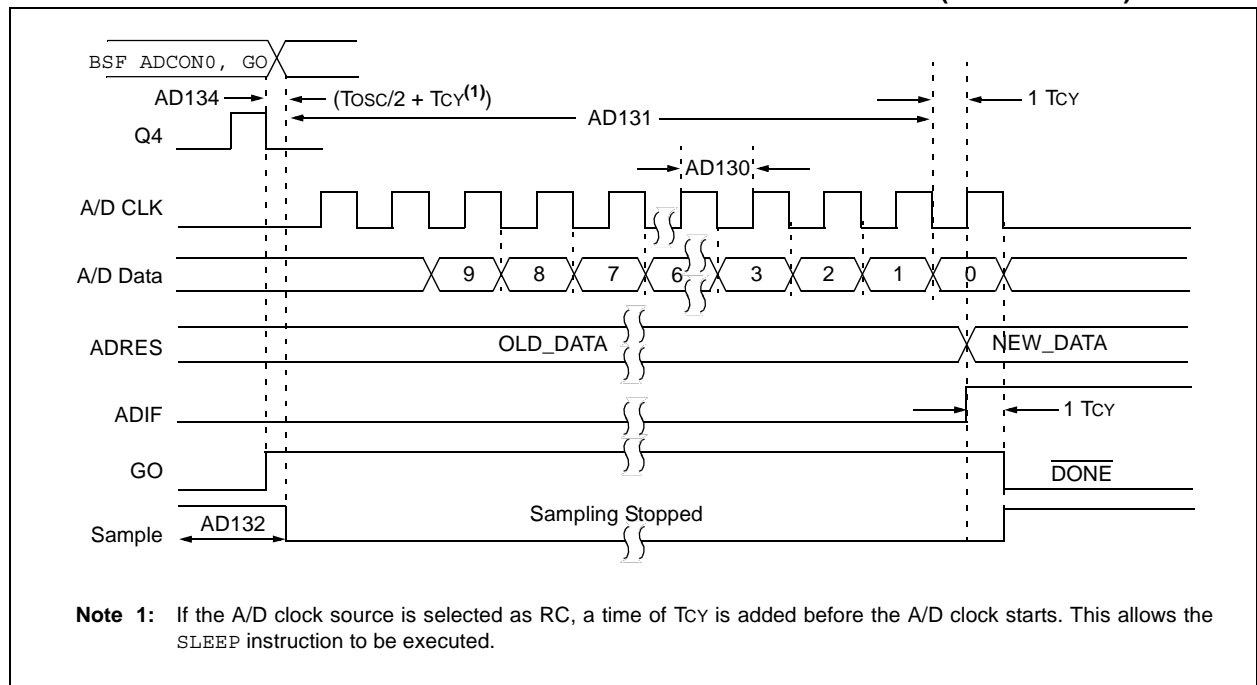 BSF ADCON0, GO
AD134 (TOSC/2 + TCY(1)) 1 TCY
AD131
Q4
AD130
A/D CLK
A/D Data 9 8 7 6 3 2 1 0
ADRES OLD_DATA NEW_DATA
ADIF 1 TCY
GO DONE
Sample AD132 Sampling Stopped
Note 1: If the A/D clock source is selected as RC, a time of TCY is added before the A/D clock starts. This allows the
SLEEP instruction to be executed.